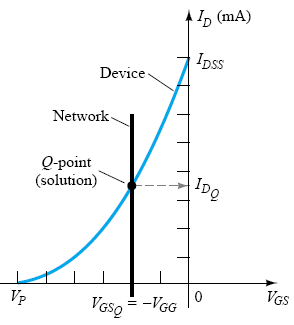 I_D (mA)
I_DSS
Device
Network
Q-point
(solution)
I_DQ
V_P
V_GSQ = –V_GG
0
V_GS